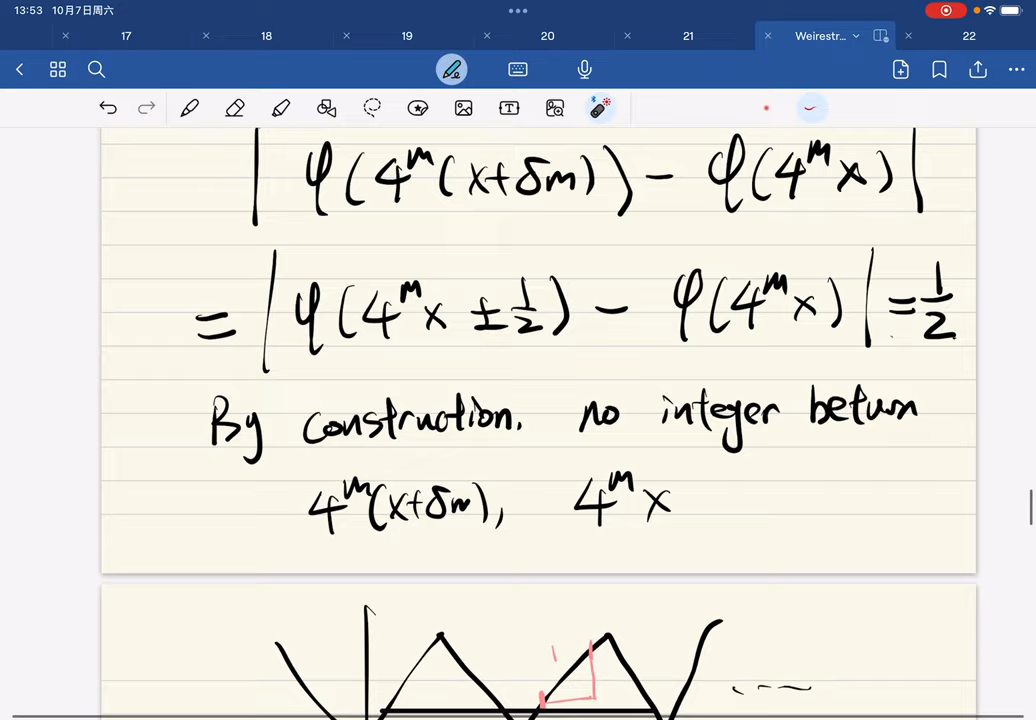 13:53 10月7日周六
17 18 19 20 21 Weirestr... 22
| φ(4^m(x+δm)) − φ(4^m x) |
= | φ(4^m x ± 1/2) − φ(4^m x) | = 1/2
By construction. no integer betwen
4^m(x+δm), 4^m x